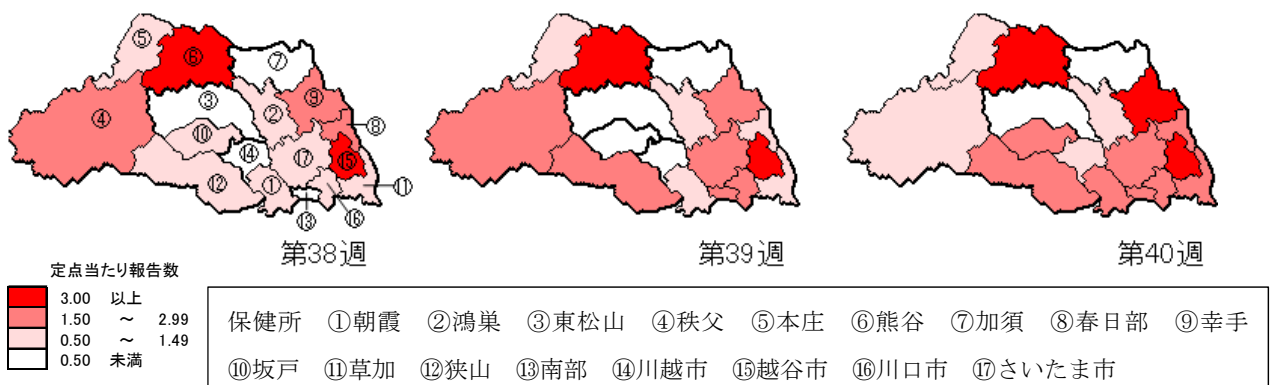 ⑤
⑥
⑦
③
⑨
②
④
⑧
⑩
⑭
⑰
⑮
⑫
①
⑪
⑬
⑯
第38週
第39週
第40週
定点当たり報告数
3.00 以上
1.50 ～ 2.99
0.50 ～ 1.49
0.50 未満
保健所 ①朝霞 ②鴻巣 ③東松山 ④秩父 ⑤本庄 ⑥熊谷 ⑦加須 ⑧春日部 ⑨幸手
⑩坂戸 ⑪草加 ⑫狭山 ⑬南部 ⑭川越市 ⑮越谷市 ⑯川口市 ⑰さいたま市